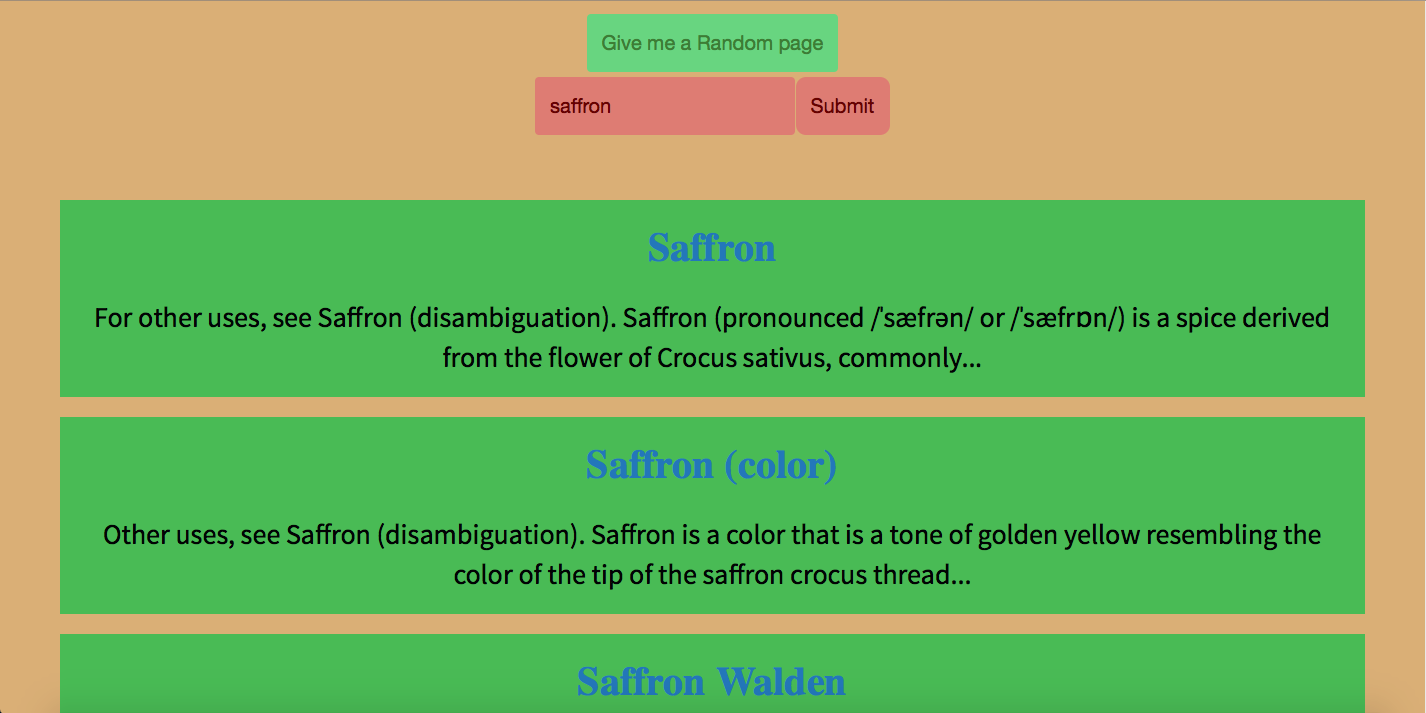 Give me a Random page
saffron Submit
Saffron
For other uses, see Saffron (disambiguation). Saffron (pronounced /ˈsæfrən/ or /ˈsæfrɒn/) is a spice derived
from the flower of Crocus sativus, commonly...
Saffron (color)
Other uses, see Saffron (disambiguation). Saffron is a color that is a tone of golden yellow resembling the
color of the tip of the saffron crocus thread...
Saffron Walden